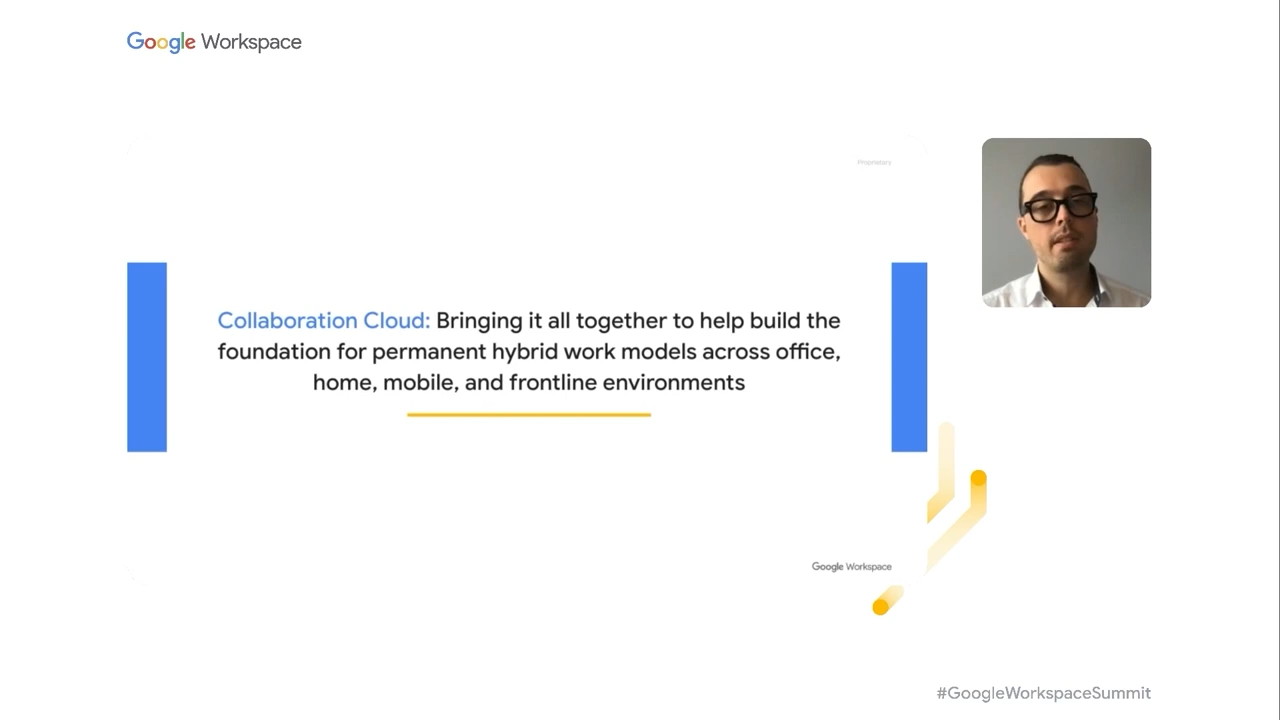 Google Workspace
Proprietary
Collaboration Cloud: Bringing it all together to help build the
foundation for permanent hybrid work models across office,
home, mobile, and frontline environments
Google Workspace
#GoogleWorkspaceSummit